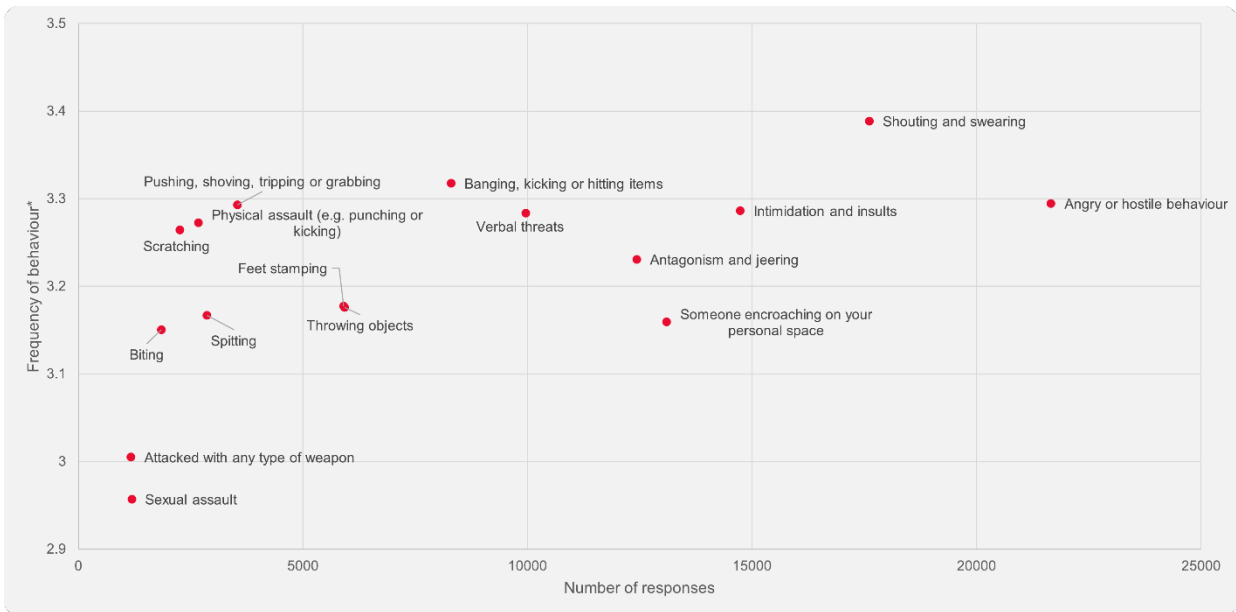 3.5
3.4
3.3
3.2
3.1
3
2.9
Frequency of behaviour*
Shouting and swearing
Pushing, shoving, tripping or grabbing
Banging, kicking or hitting items
Angry or hostile behaviour
Physical assault (e.g. punching or
kicking)
Intimidation and insults
Verbal threats
Scratching
Antagonism and jeering
Feet stamping
Someone encroaching on your
personal space
Throwing objects
Spitting
Biting
Attacked with any type of weapon
Sexual assault
0
5000
10000
15000
20000
25000
Number of responses